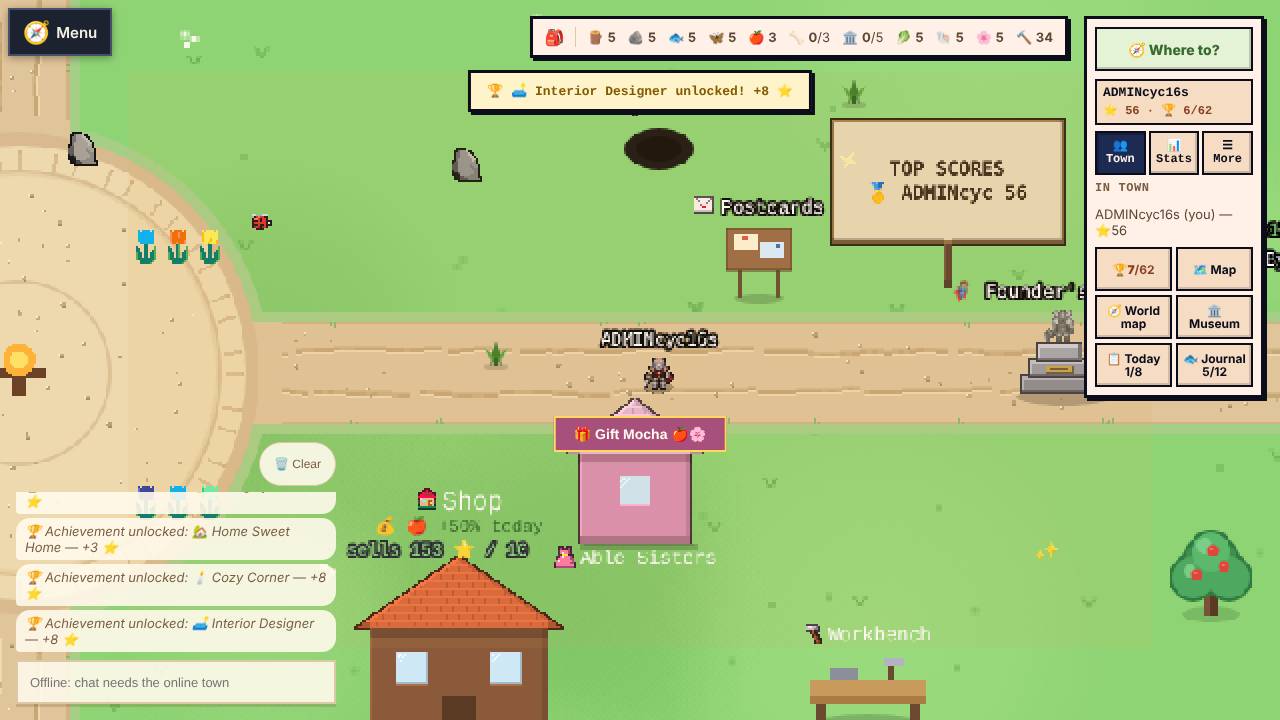 Menu
5 5 5 5 3 0/3 0/5 5 5 5 34
Interior Designer unlocked! +8
Where to?
ADMINcyc16s
56 · 6/62
Town
Stats
More
IN TOWN
ADMINcyc16s (you) —
56
7/62
Map
World
map
Museum
Today
1/8
Journal
5/12
TOP SCORES
ADMINcyc 56
Postcards
Founder's
ADMINcyc16s
Gift Mocha
Clear
Shop
+50% today
sells 153 / 10
Able Sisters
Workbench
Achievement unlocked: Home Sweet
Home — +3
Achievement unlocked: Cozy Corner — +8
Achievement unlocked: Interior Designer
— +8
Offline: chat needs the online town